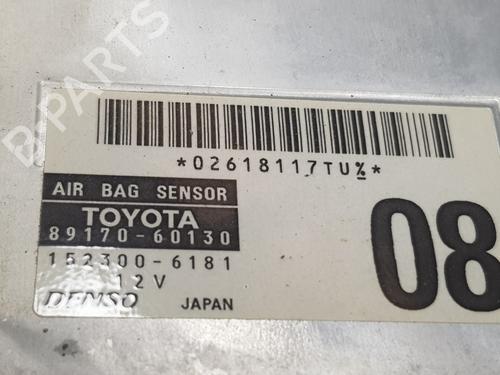 *02618117TU%*
AIR BAG SENSOR
TOYOTA
89170-60130
152300-6181
12V
DENSO JAPAN
08
B-PARTS